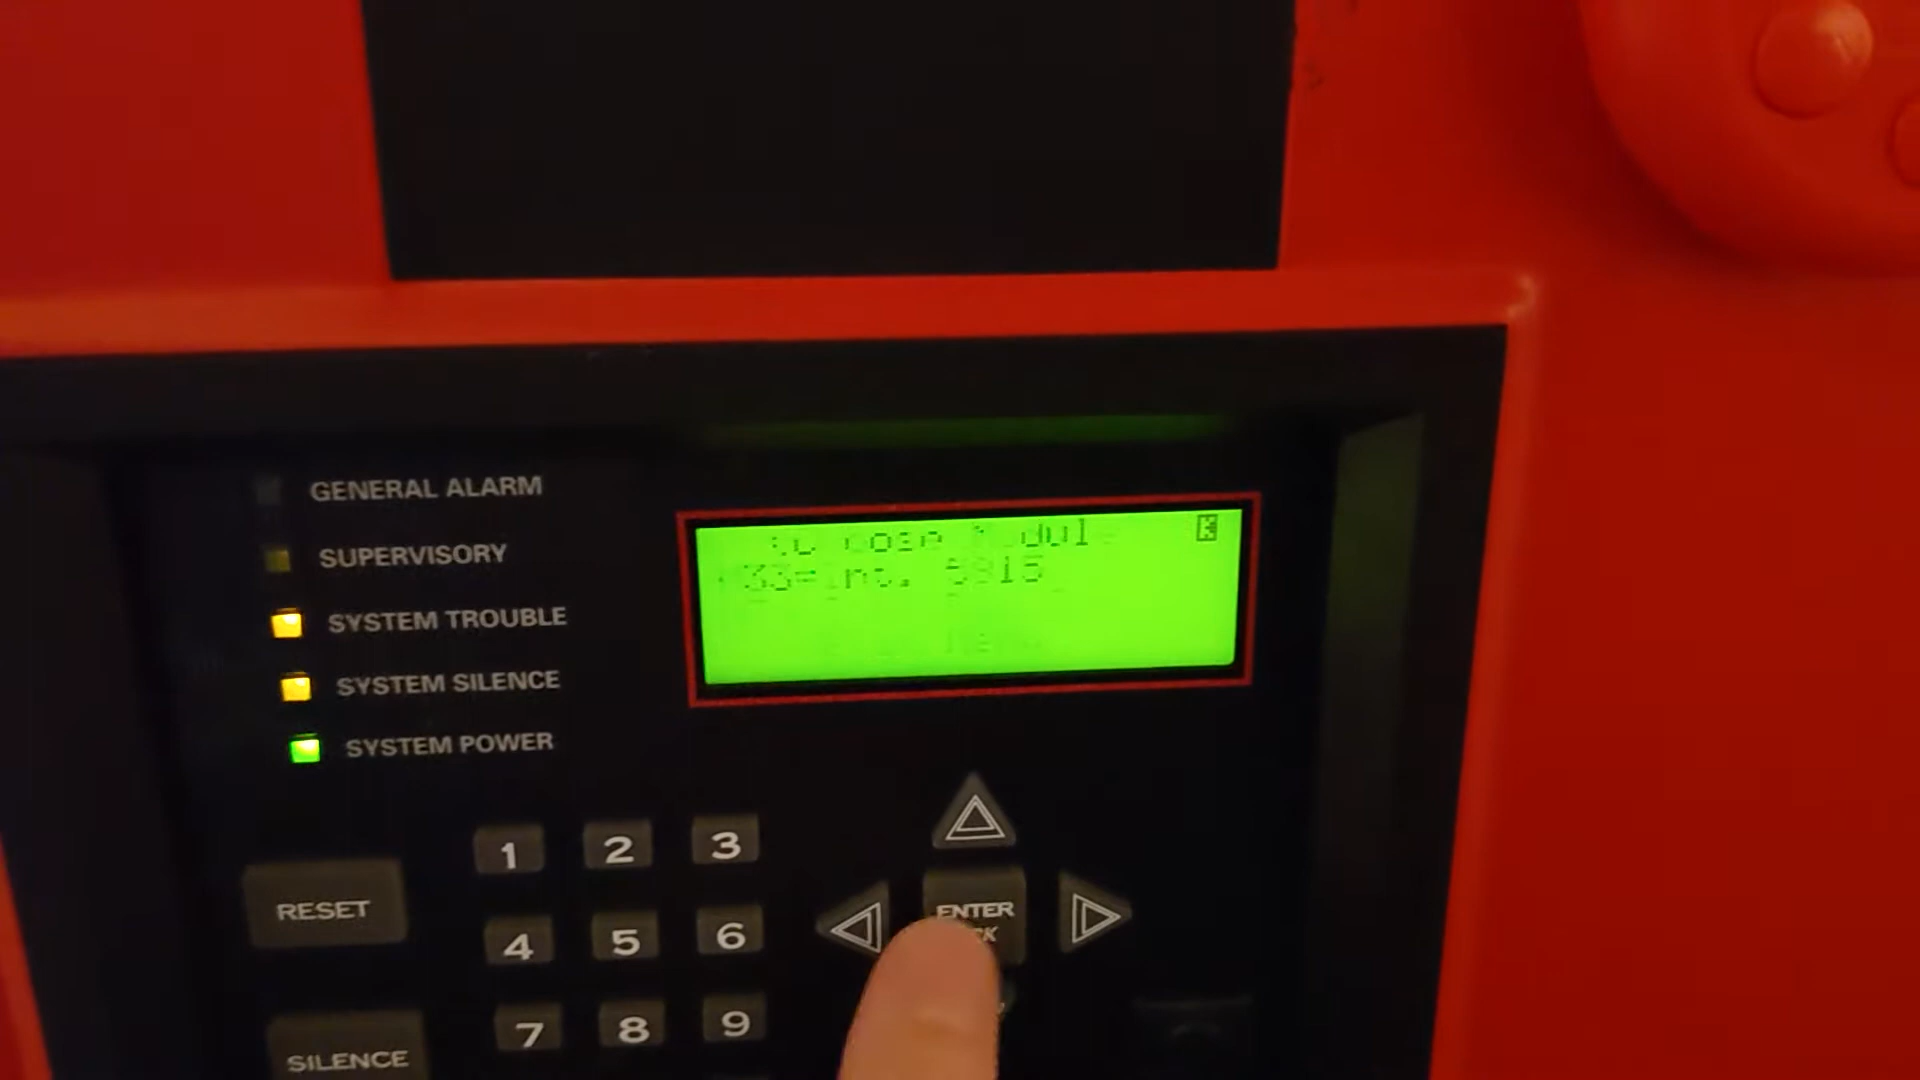 GENERAL ALARM
SUPERVISORY
SYSTEM TROUBLE
SYSTEM SILENCE
SYSTEM POWER
1 2 3
RESET
ENTER
4 5 6
7 8 9
SILENCE